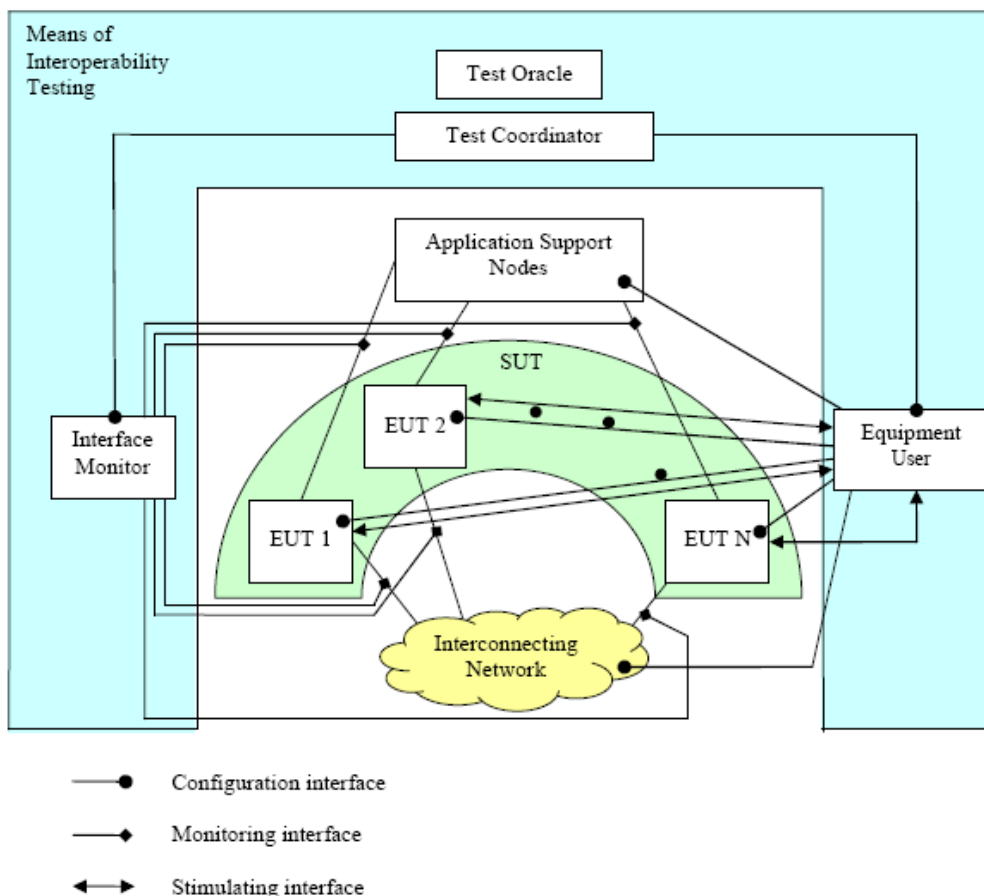 Means of
Interoperability
Testing
Test Oracle
Test Coordinator
Application Support
Nodes
SUT
EUT 2
Interface
Monitor
Equipment
User
EUT 1
EUT N
Interconnecting
Network
Configuration interface
Monitoring interface
Stimulating interface